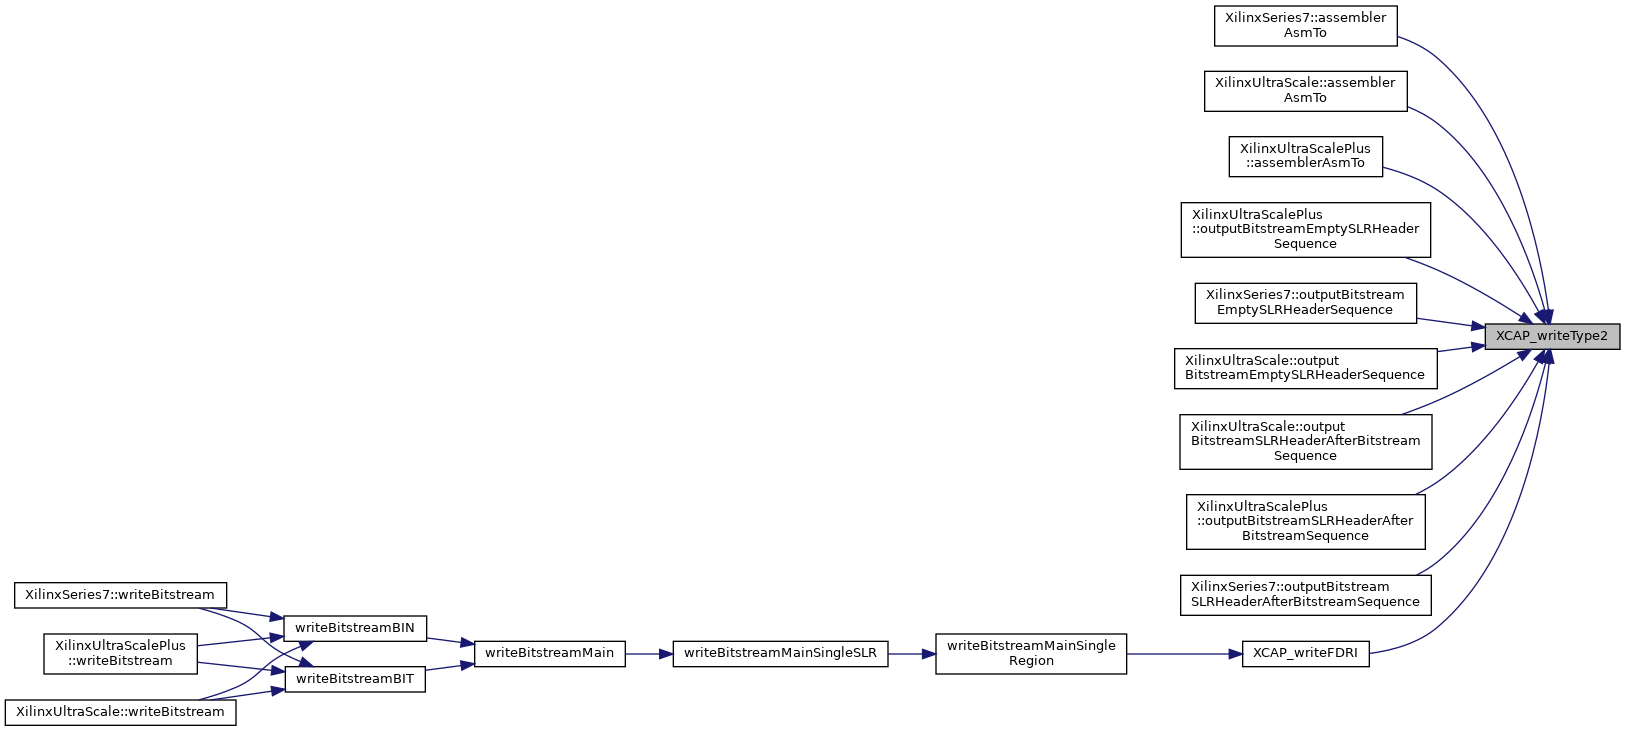 XilinxSeries7::assembler
AsmTo
XilinxUltraScale::assembler
AsmTo
XilinxUltraScalePlus
::assemblerAsmTo
XilinxUltraScalePlus
::outputBitstreamEmptySLRHeader
Sequence
XilinxSeries7::outputBitstream
EmptySLRHeaderSequence
XCAP_writeType2
XilinxUltraScale::output
BitstreamEmptySLRHeaderSequence
XilinxUltraScale::output
BitstreamSLRHeaderAfterBitstream
Sequence
XilinxUltraScalePlus
::outputBitstreamSLRHeaderAfter
BitstreamSequence
XilinxSeries7::outputBitstream
SLRHeaderAfterBitstreamSequence
XilinxSeries7::writeBitstream
writeBitstreamBIN
XilinxUltraScalePlus
::writeBitstream
writeBitstreamMain
writeBitstreamMainSingleSLR
writeBitstreamMainSingle
Region
XCAP_writeFDRI
writeBitstreamBIT
XilinxUltraScale::writeBitstream